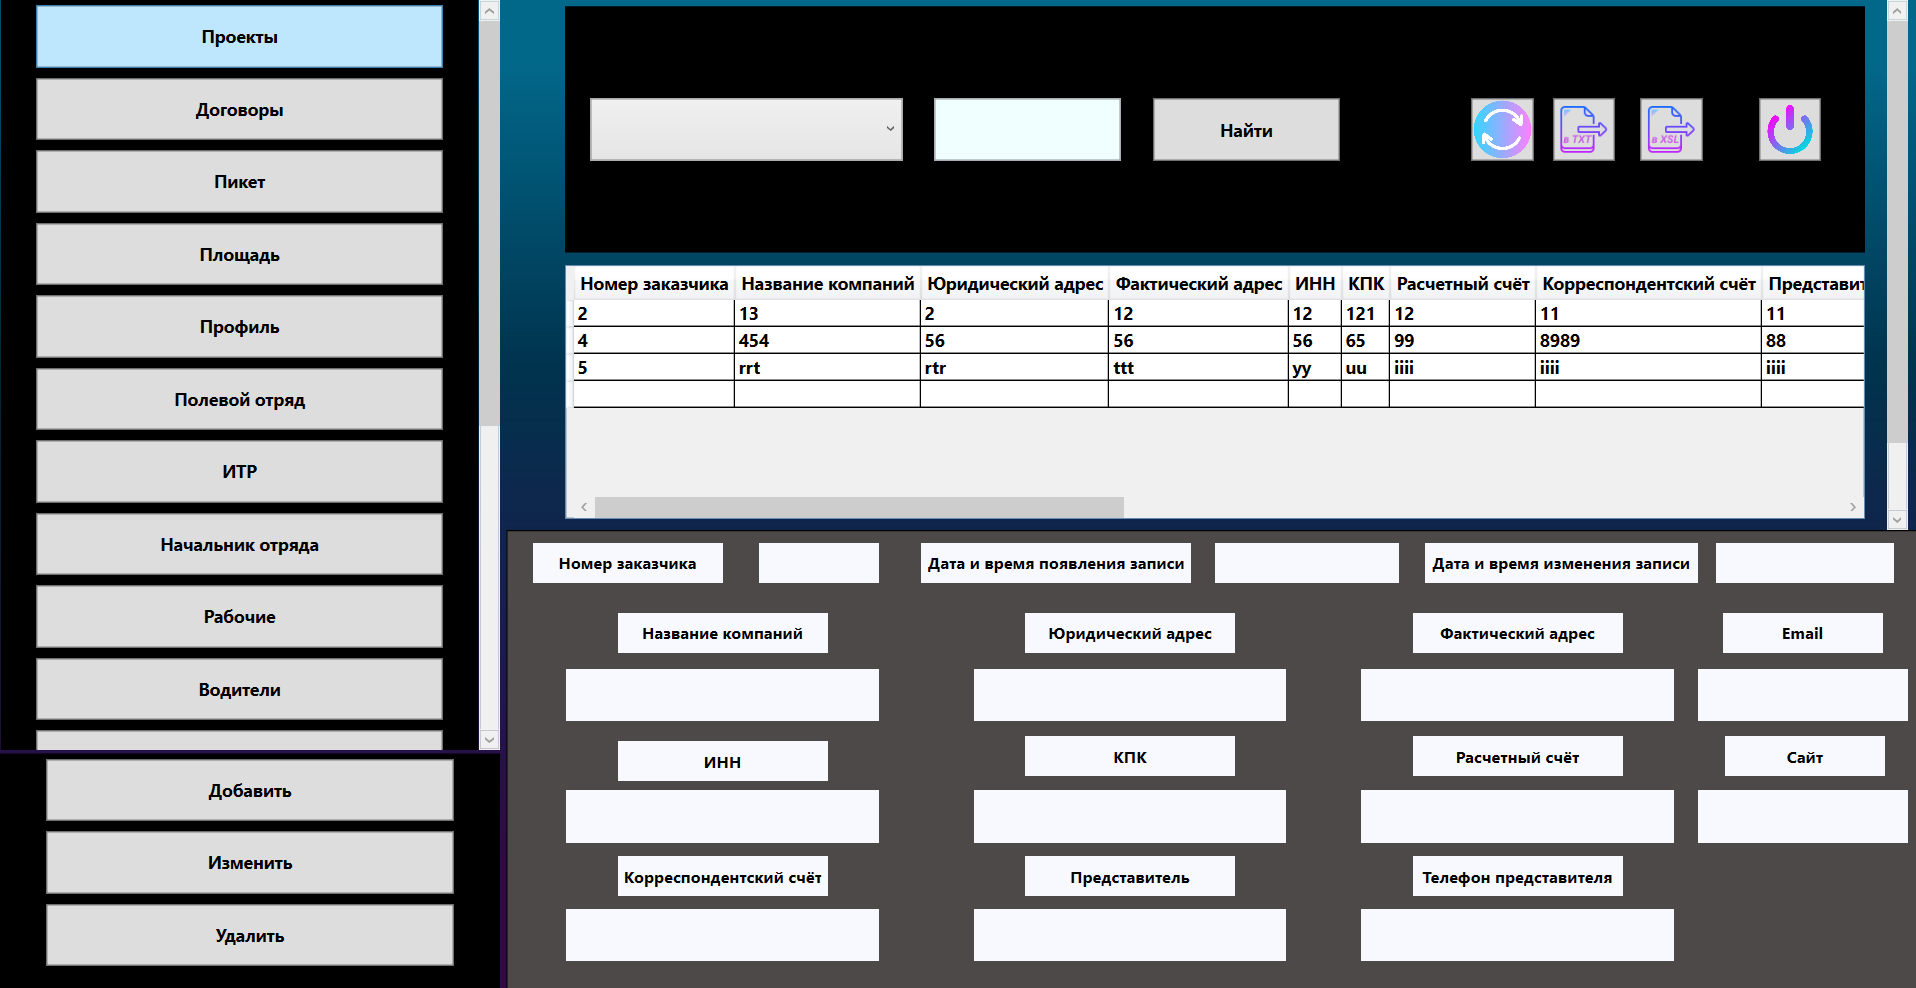 Проекты
Договоры
Пикет
Площадь
Профиль
Полевой отряд
ИТР
Начальник отряда
Рабочие
Водители
Добавить
Изменить
Удалить
Найти
в TXT
в XSL
Номер заказчика Название компаний Юридический адрес Фактический адрес ИНН КПК Расчетный счёт Корреспондентский счёт Представит
2 13 2 12 12 121 12 11 11
4 454 56 56 56 65 99 8989 88
5 rrt rtr ttt yy uu iiii iiii iiii
Номер заказчика Дата и время появления записи Дата и время изменения записи
Название компаний Юридический адрес Фактический адрес Email
ИНН КПК Расчетный счёт Сайт
Корреспондентский счёт Представитель Телефон представителя